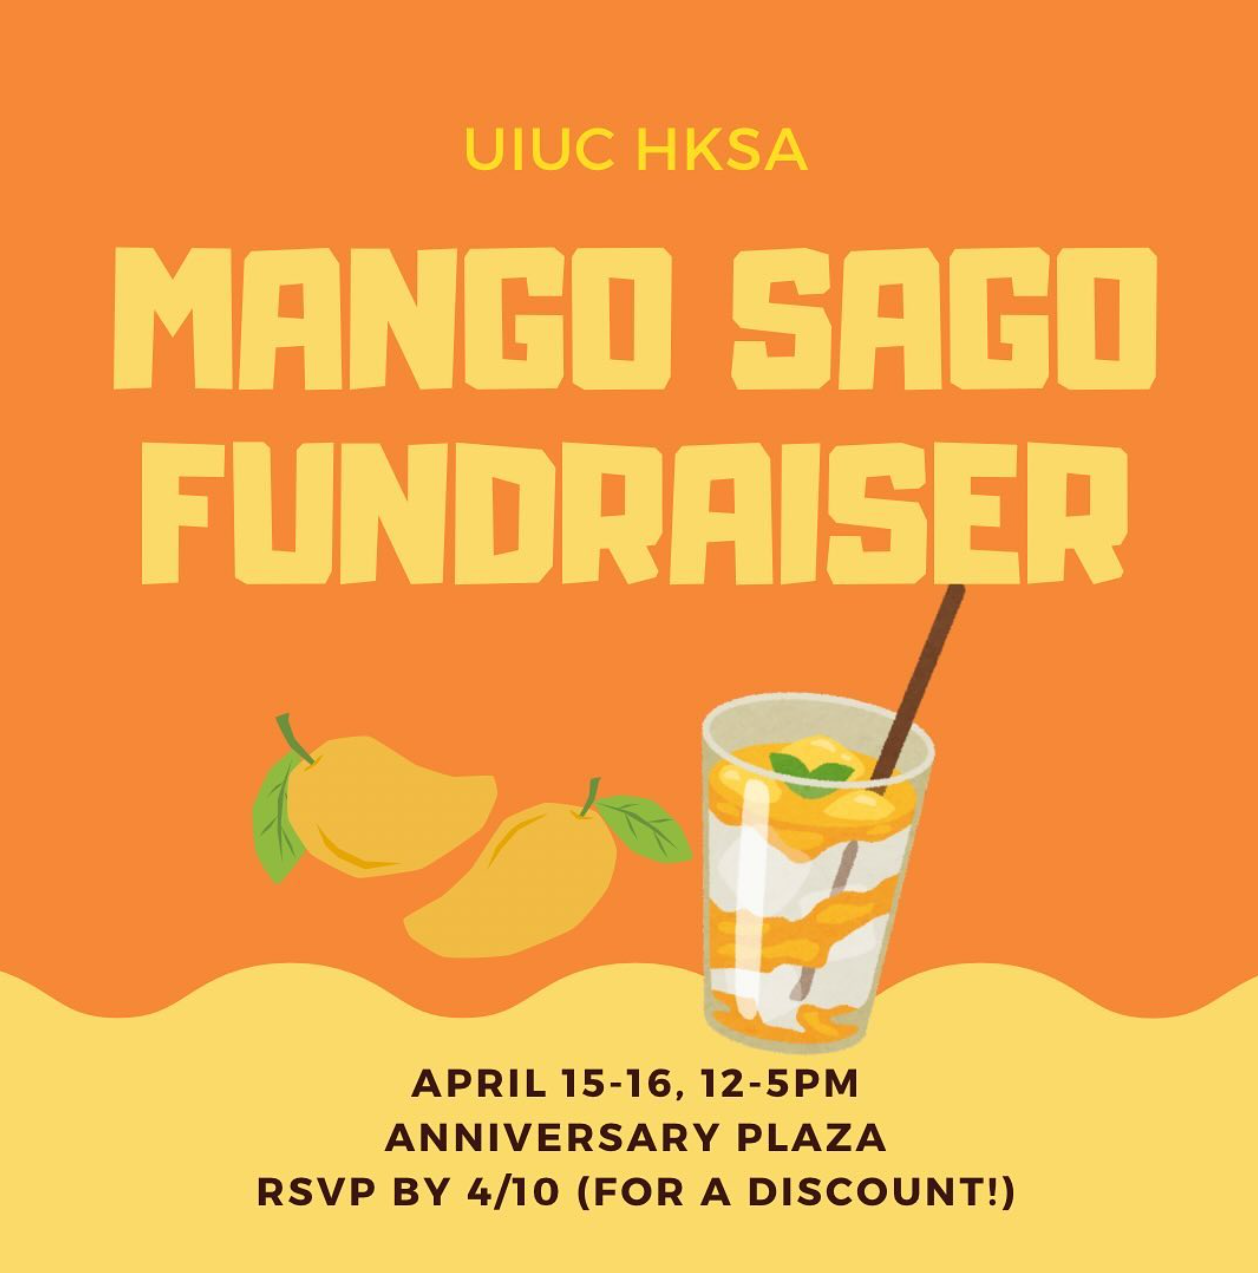 UIUC HKSA
MANGO SAGO
FUNDRAISER
APRIL 15-16, 12-5PM
ANNIVERSARY PLAZA
RSVP BY 4/10 (FOR A DISCOUNT!)